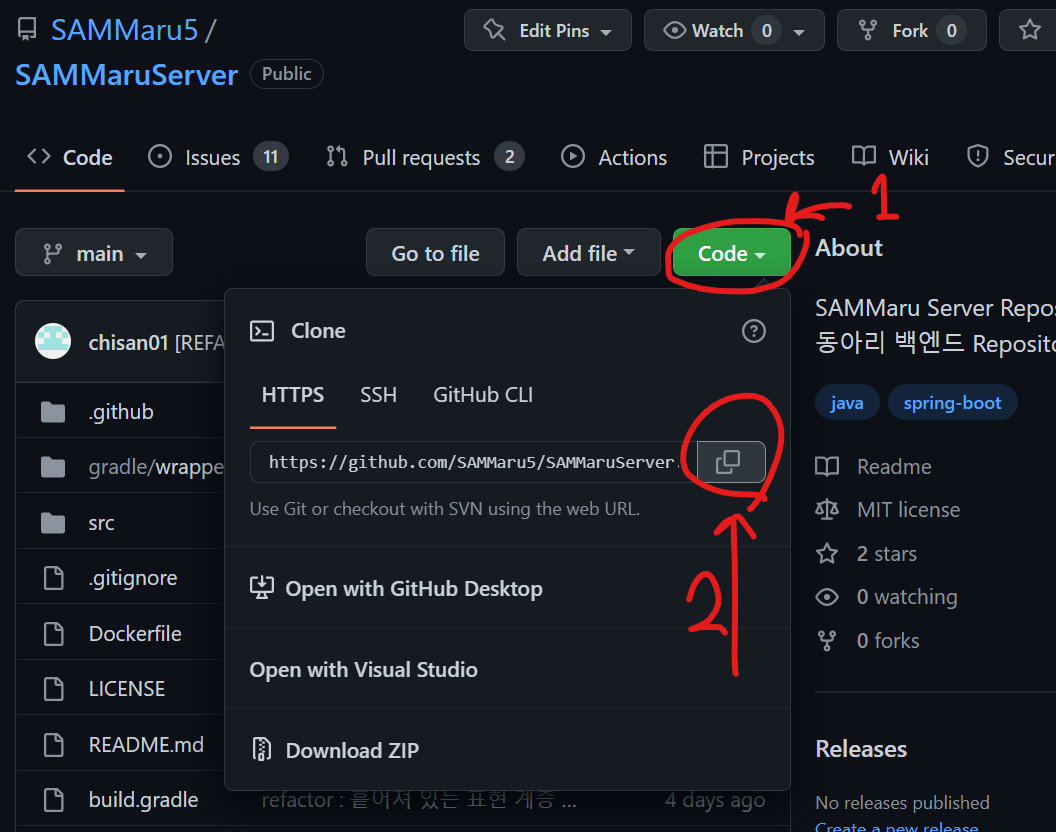 SAMMaru5 /
Edit Pins
Watch 0
Fork 0
SAMMaruServer Public
Code
Issues 11
Pull requests 2
Actions
Projects
Wiki
Secur
1
main
Go to file
Add file
Code
About
SAMMaru Server Repos
동아리 백엔드 Reposito
java
spring-boot
Readme
MIT license
2 stars
0 watching
0 forks
Releases
No releases published
Create a new release
chisan01 [REFA
.github
gradle/wrappe
src
.gitignore
Dockerfile
LICENSE
README.md
build.gradle
refactor : 흩어져 있는 표현 계층 ...
4 days ago
Clone
HTTPS
SSH
GitHub CLI
https://github.com/SAMMaru5/SAMMaruServer.
Use Git or checkout with SVN using the web URL.
2
Open with GitHub Desktop
Open with Visual Studio
Download ZIP